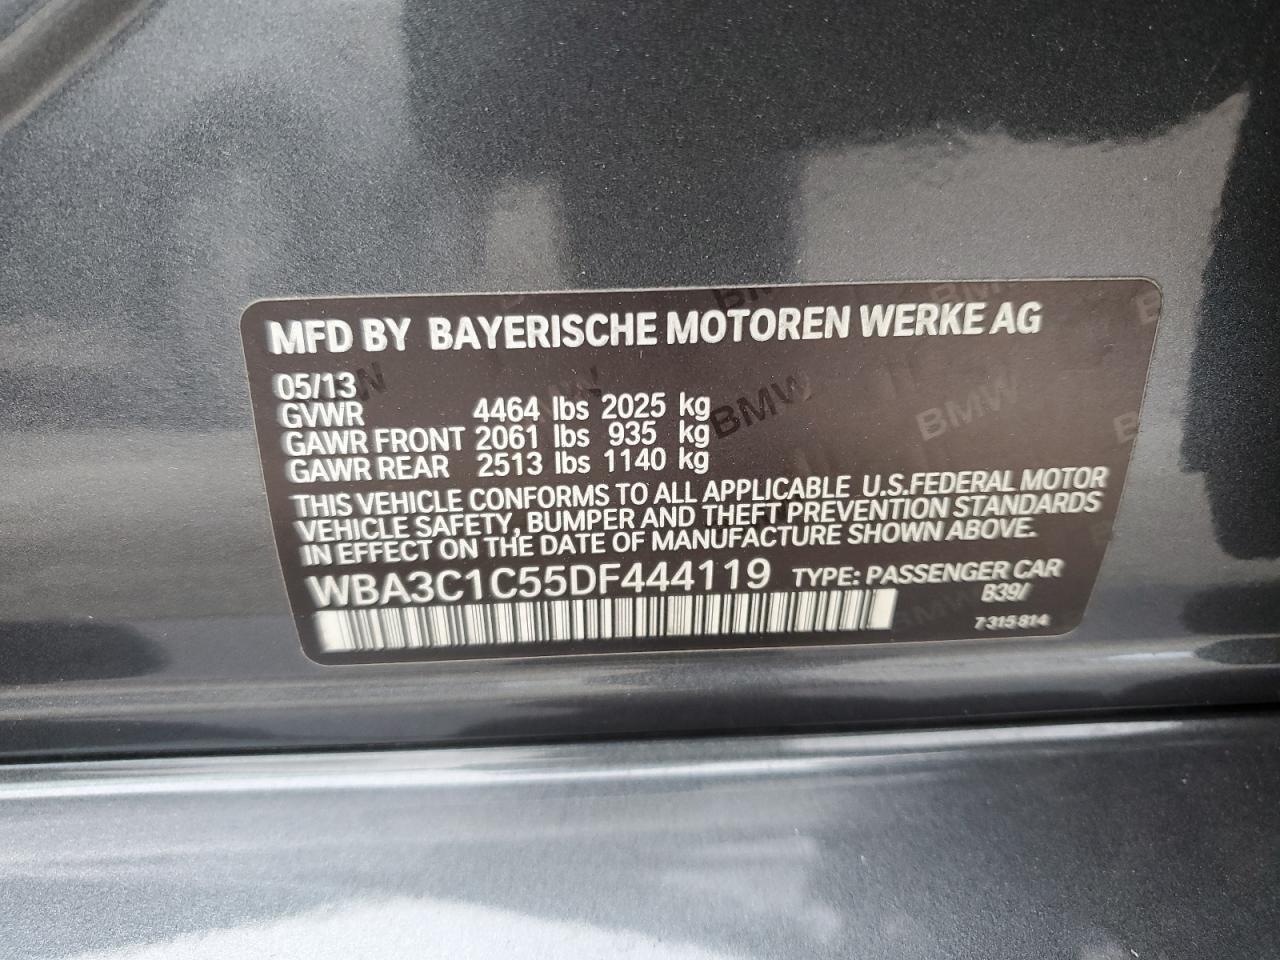 MFD BY BAYERISCHE MOTOREN WERKE AG
05/13
GVWR 4464 lbs 2025 kg
GAWR FRONT 2061 lbs 935 kg
GAWR REAR 2513 lbs 1140 kg
THIS VEHICLE CONFORMS TO ALL APPLICABLE U.S.FEDERAL MOTOR
VEHICLE SAFETY, BUMPER AND THEFT PREVENTION STANDARDS
IN EFFECT ON THE DATE OF MANUFACTURE SHOWN ABOVE.
WBA3C1C55DF444119 TYPE: PASSENGER CAR
B39/
7 315 814
BMW
BMW